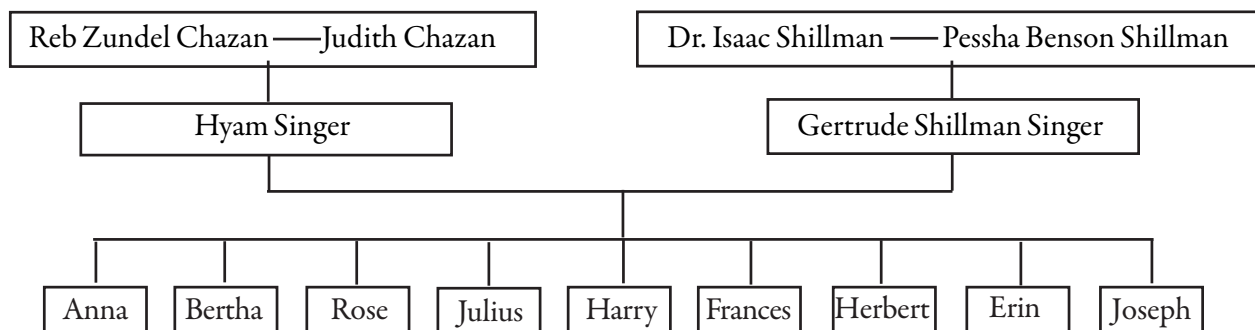 Reb Zundel Chazan Judith Chazan
Dr. Isaac Shillman Pessha Benson Shillman
Hyam Singer
Gertrude Shillman Singer
Anna
Bertha
Rose
Julius
Harry
Frances
Herbert
Erin
Joseph